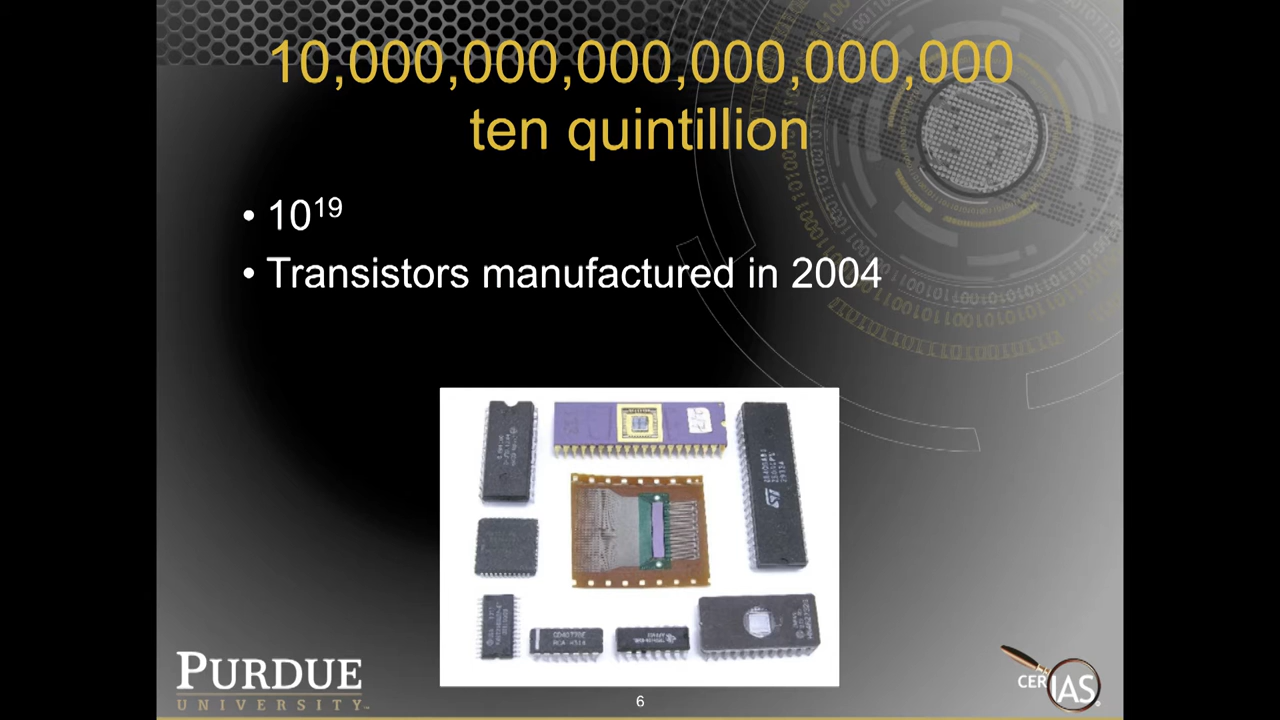 10,000,000,000,000,000,000
ten quintillion
• 10¹⁹
• Transistors manufactured in 2004
PURDUE
UNIVERSITY
CERIAS
6